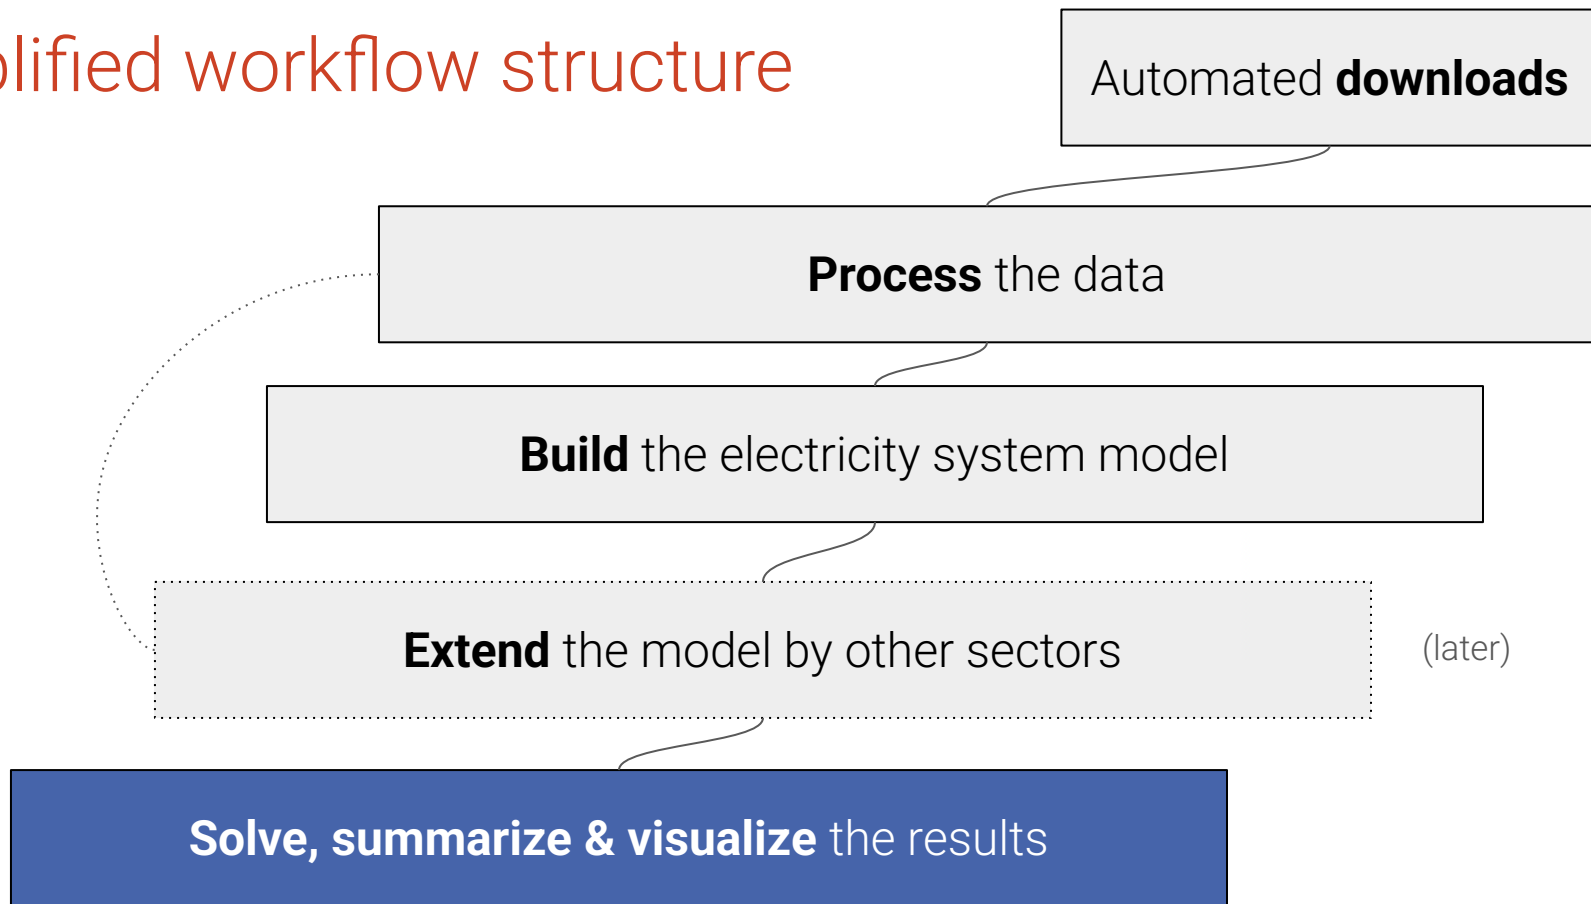 plified workflow structure
Automated downloads
Process the data
Build the electricity system model
Extend the model by other sectors
(later)
Solve, summarize & visualize the results